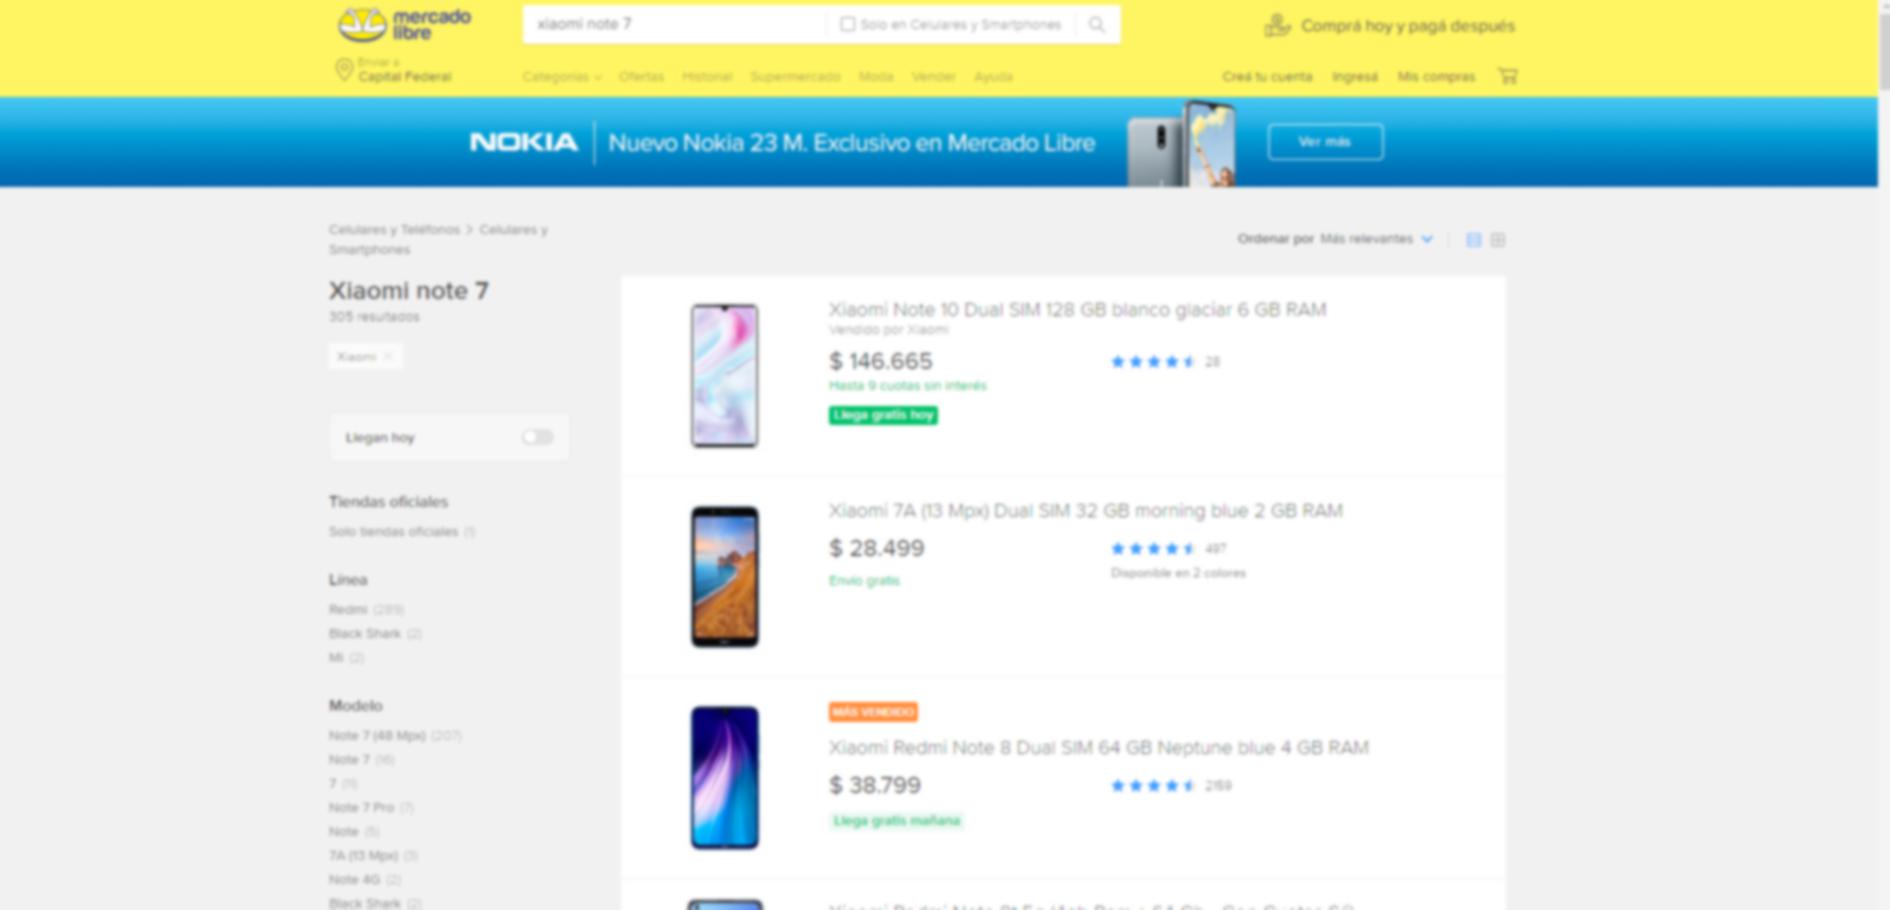 mercado
libre
xiaomi note 7
Solo en Celulares y Smartphones
Comprá hoy y pagá después
Enviar a
Capital Federal
Categorías
Ofertas
Historial
Supermercado
Moda
Vender
Ayuda
Creá tu cuenta
Ingresá
Mis compras
NOKIA
Nuevo Nokia 23 M. Exclusivo en Mercado Libre
Ver más
Celulares y Teléfonos > Celulares y
Smartphones
Ordenar por Más relevantes
Xiaomi note 7
305 resultados
Xiaomi
Llegan hoy
Tiendas oficiales
Solo tiendas oficiales (1)
Línea
Redmi (289)
Black Shark (2)
Mi (2)
Modelo
Note 7 (48 Mpx) (207)
Note 7 (16)
7 (11)
Note 7 Pro (7)
Note (5)
7A (13 Mpx) (3)
Note 4G (2)
Black Shark (2)
Xiaomi Note 10 Dual SIM 128 GB blanco glaciar 6 GB RAM
Vendido por Xiaomi
$ 146.665
28
Hasta 9 cuotas sin interés
Llega gratis hoy
Xiaomi 7A (13 Mpx) Dual SIM 32 GB morning blue 2 GB RAM
$ 28.499
497
Disponible en 2 colores
Envío gratis
MÁS VENDIDO
Xiaomi Redmi Note 8 Dual SIM 64 GB Neptune blue 4 GB RAM
$ 38.799
2159
Llega gratis mañana